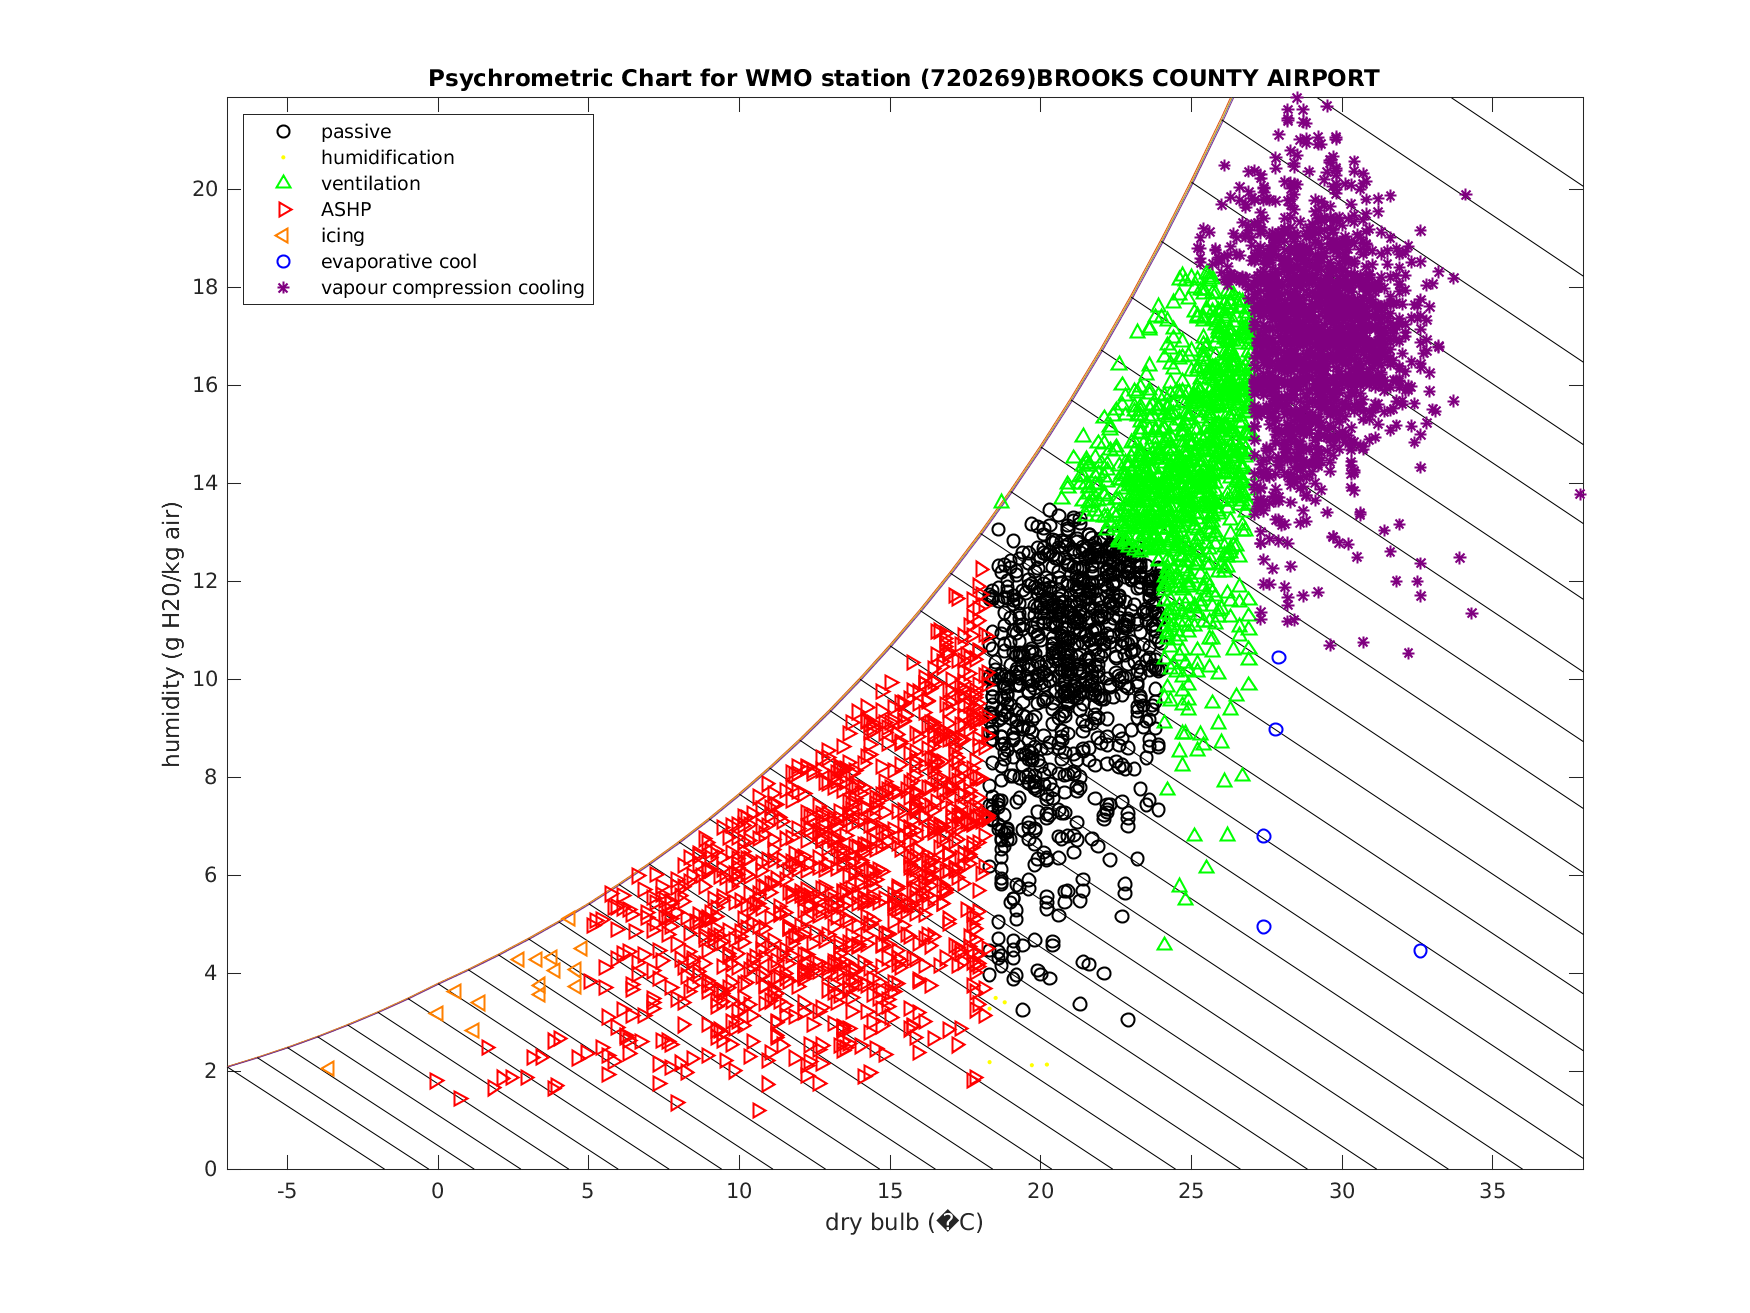 Psychrometric Chart for WMO station (720269)BROOKS COUNTY AIRPORT
passive
humidification
ventilation
ASHP
icing
evaporative cool
vapour compression cooling
humidity (g H20/kg air)
20
18
16
14
12
10
8
6
4
2
0
-5 0 5 10 15 20 25 30 35
dry bulb (�C)